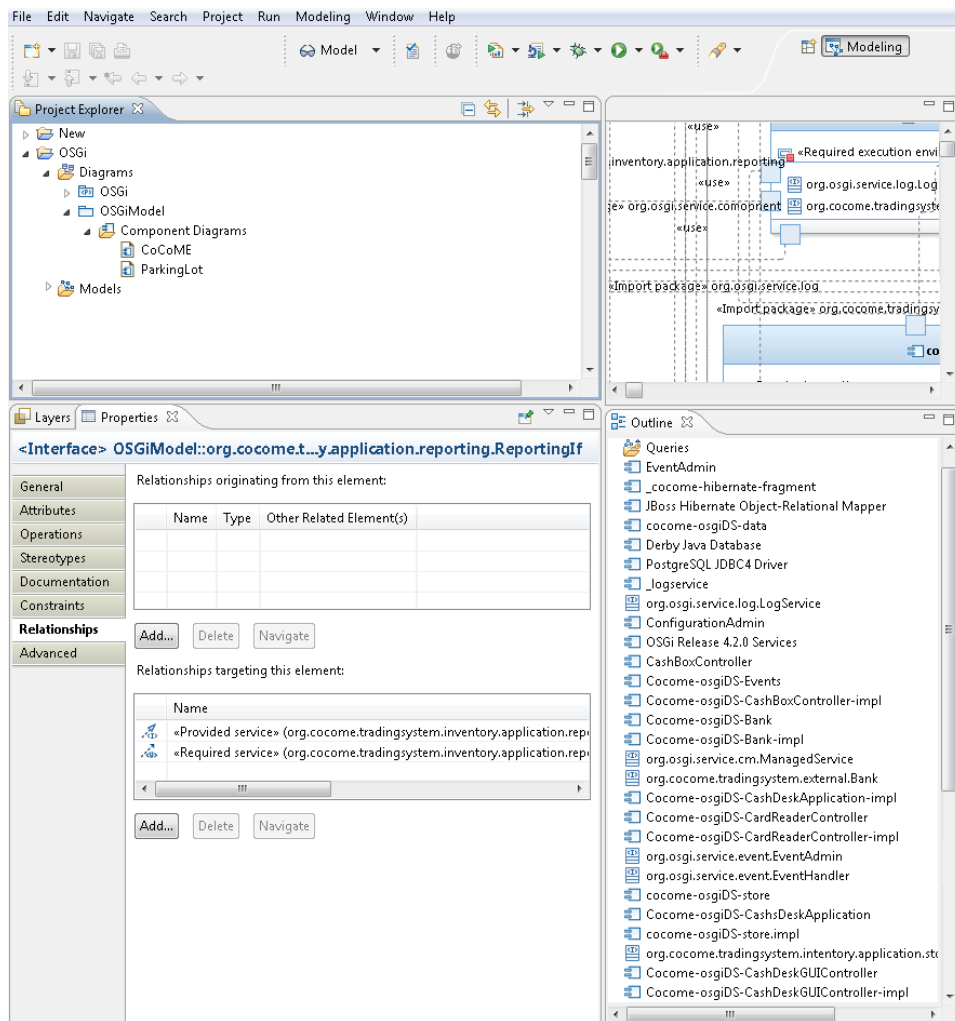 File Edit Navigate Search Project Run Modeling Window Help
Model
Modeling
Project Explorer
New
OSGi
Diagrams
OSGi
OSGiModel
Component Diagrams
CoCoME
ParkingLot
Models
«use»
«Required execution envi
inventory.application.reporting
«use»
org.osgi.service.log.Log
e» org.osgi.service.comoprient
org.cocome.tradingsyste
«use»
«Import package» org.osgi.service.log
«Import package» org.cocome.tradingsy
co
Layers Properties
<Interface> OSGiModel::org.cocome.t...y.application.reporting.ReportingIf
General
Attributes
Operations
Stereotypes
Documentation
Constraints
Relationships
Advanced
Relationships originating from this element:
Name Type Other Related Element(s)
Add... Delete Navigate
Relationships targeting this element:
Name
«Provided service» (org.cocome.tradingsystem.inventory.application.repo
«Required service» (org.cocome.tradingsystem.inventory.application.rep
Add... Delete Navigate
Outline
Queries
EventAdmin
_cocome-hibernate-fragment
JBoss Hibernate Object-Relational Mapper
cocome-osgiDS-data
Derby Java Database
PostgreSQL JDBC4 Driver
_logservice
org.osgi.service.log.LogService
ConfigurationAdmin
OSGi Release 4.2.0 Services
CashBoxController
Cocome-osgiDS-Events
Cocome-osgiDS-CashBoxController-impl
Cocome-osgiDS-Bank
Cocome-osgiDS-Bank-impl
org.osgi.service.cm.ManagedService
org.cocome.tradingsystem.external.Bank
Cocome-osgiDS-CashDeskApplication-impl
Cocome-osgiDS-CardReaderController
Cocome-osgiDS-CardReaderController-impl
org.osgi.service.event.EventAdmin
org.osgi.service.event.EventHandler
cocome-osgiDS-store
Cocome-osgiDS-CashsDeskApplication
cocome-osgiDS-store.impl
org.cocome.tradingsystem.intentory.application.sto
Cocome-osgiDS-CashDeskGUIController
Cocome-osgiDS-CashDeskGUIController-impl